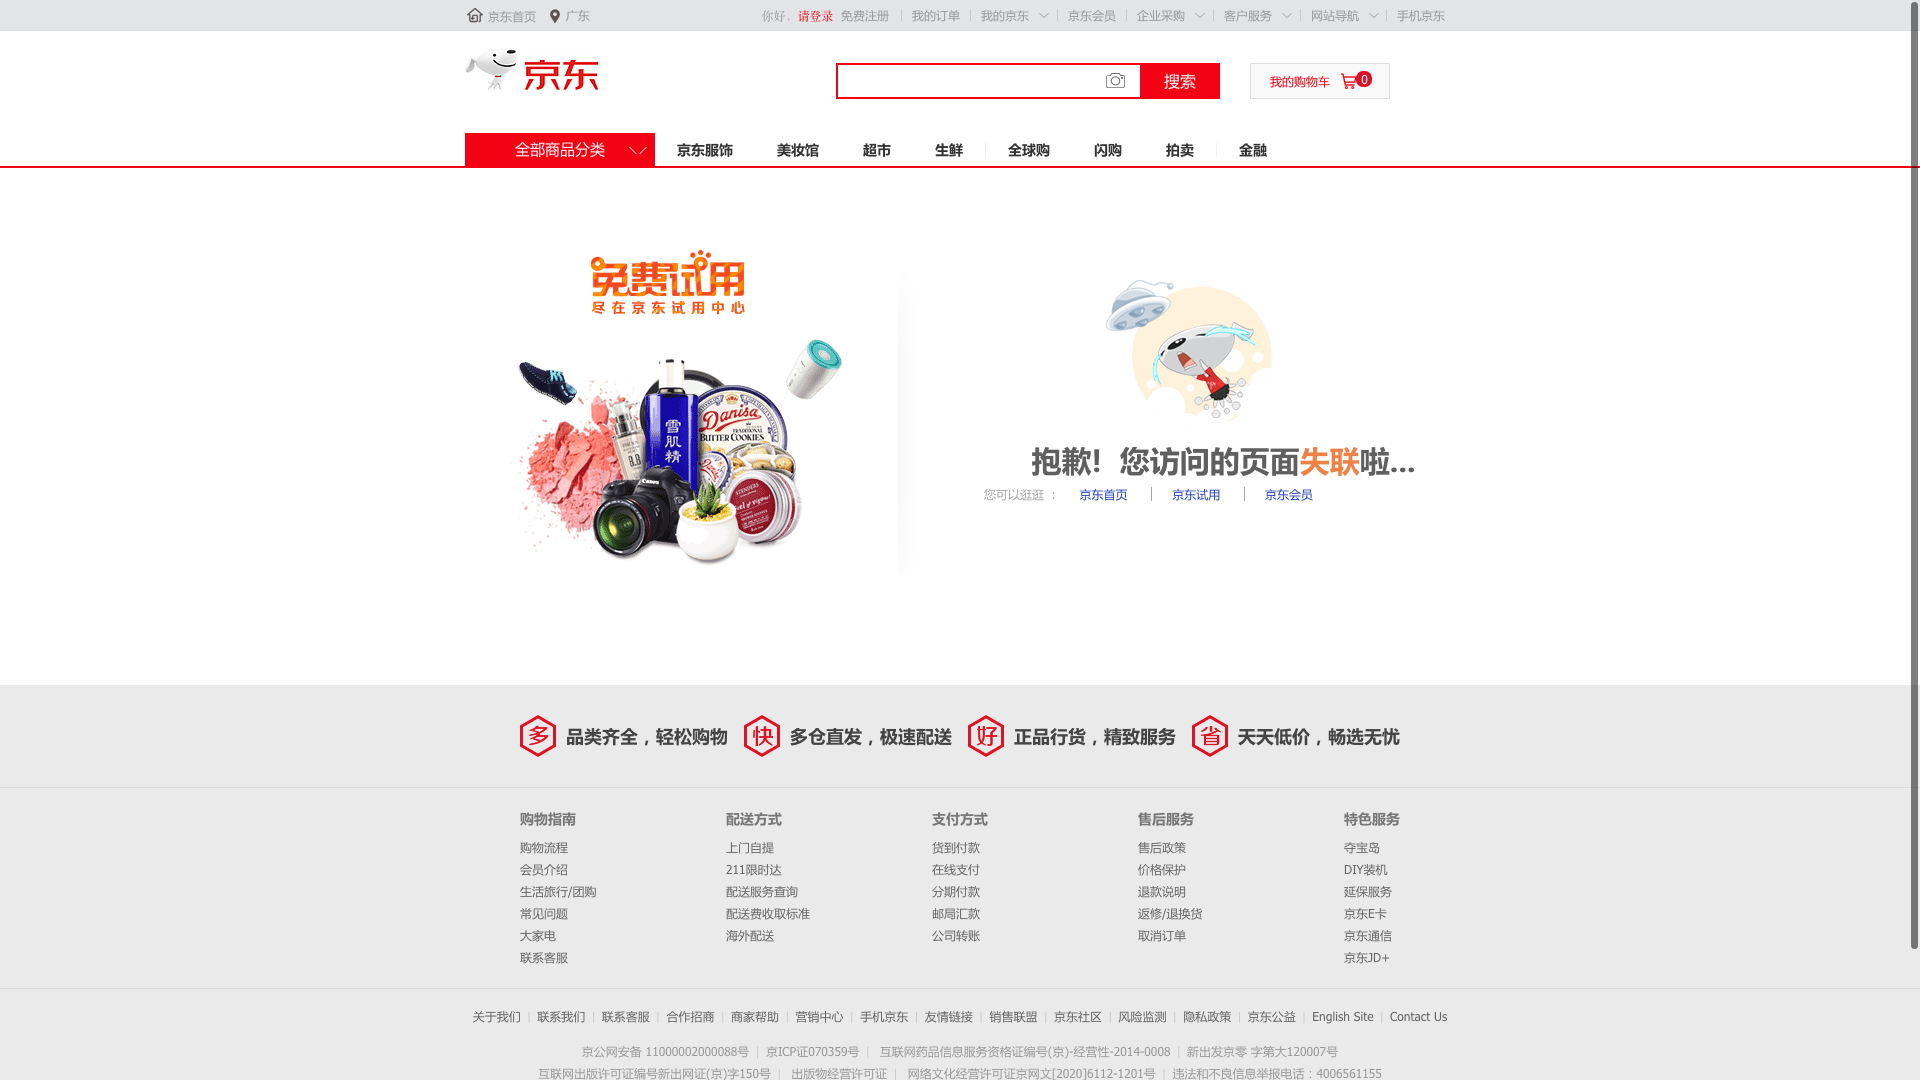 京东首页 广东 你好，请登录 免费注册 我的订单 我的京东 京东会员 企业采购 客户服务 网站导航 手机京东
京东 搜索 我的购物车 0
全部商品分类 京东服饰 美妆馆 超市 生鲜 全球购 闪购 拍卖 金融
免费试用
尽在京东试用中心
Danisa
TRADITIONAL
BUTTER COOKIES
雪肌精
Canon
STENDERS
抱歉！您访问的页面失联啦...
您可以逛逛 ： 京东首页 京东试用 京东会员
多 品类齐全，轻松购物 快 多仓直发，极速配送 好 正品行货，精致服务 省 天天低价，畅选无忧
购物指南 配送方式 支付方式 售后服务 特色服务
购物流程 上门自提 货到付款 售后政策 夺宝岛
会员介绍 211限时达 在线支付 价格保护 DIY装机
生活旅行/团购 配送服务查询 分期付款 退款说明 延保服务
常见问题 配送费收取标准 邮局汇款 返修/退换货 京东E卡
大家电 海外配送 公司转账 取消订单 京东通信
联系客服 京东JD+
关于我们 | 联系我们 | 联系客服 | 合作招商 | 商家帮助 | 营销中心 | 手机京东 | 友情链接 | 销售联盟 | 京东社区 | 风险监测 | 隐私政策 | 京东公益 | English Site | Contact Us
京公网安备 11000002000088号 | 京ICP证070359号 | 互联网药品信息服务资格证编号(京)-经营性-2014-0008 | 新出发京零 字第大120007号
互联网出版许可证编号新出网证(京)字150号 | 出版物经营许可证 | 网络文化经营许可证京网文[2020]6112-1201号 | 违法和不良信息举报电话：4006561155